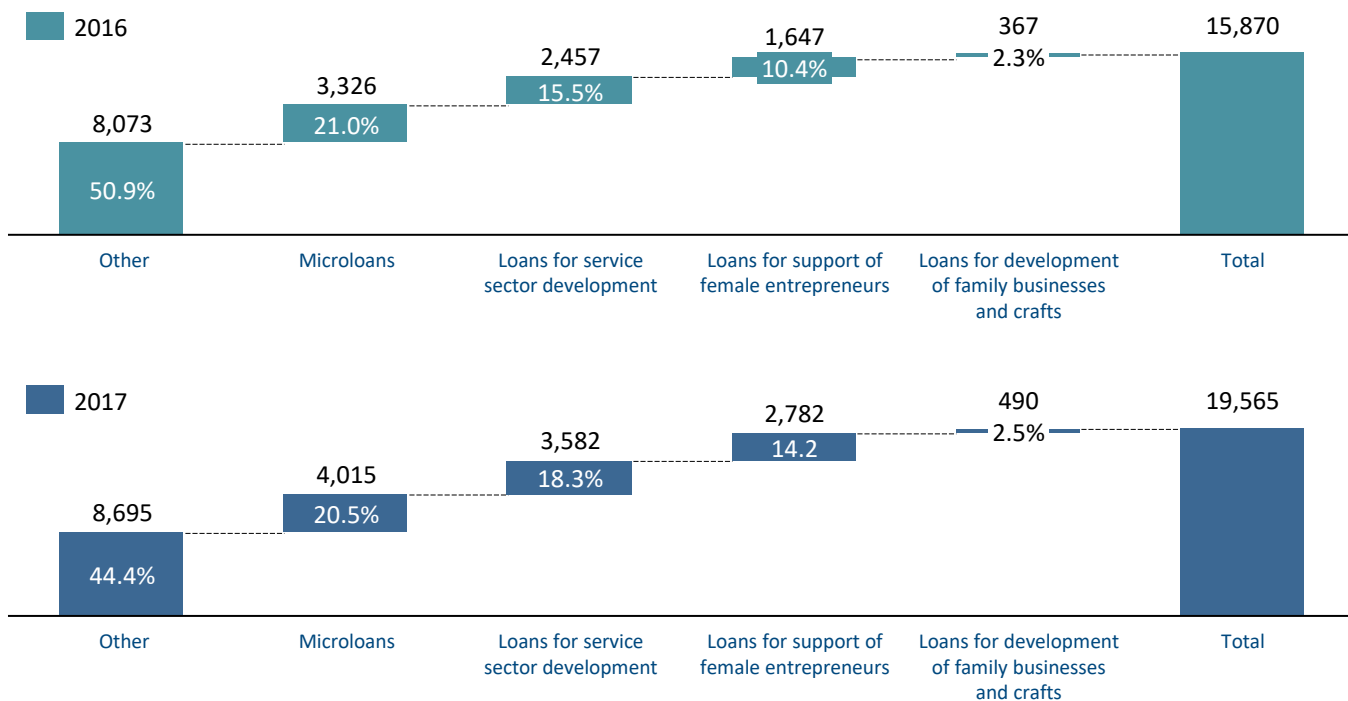 2016
8,073
3,326
2,457
1,647
367
15,870
50.9%
21.0%
15.5%
10.4%
2.3%
Other
Microloans
Loans for service
sector development
Loans for support of
female entrepreneurs
Loans for development
of family businesses
and crafts
Total
2017
8,695
4,015
3,582
2,782
490
19,565
44.4%
20.5%
18.3%
14.2
2.5%
Other
Microloans
Loans for service
sector development
Loans for support of
female entrepreneurs
Loans for development
of family businesses
and crafts
Total